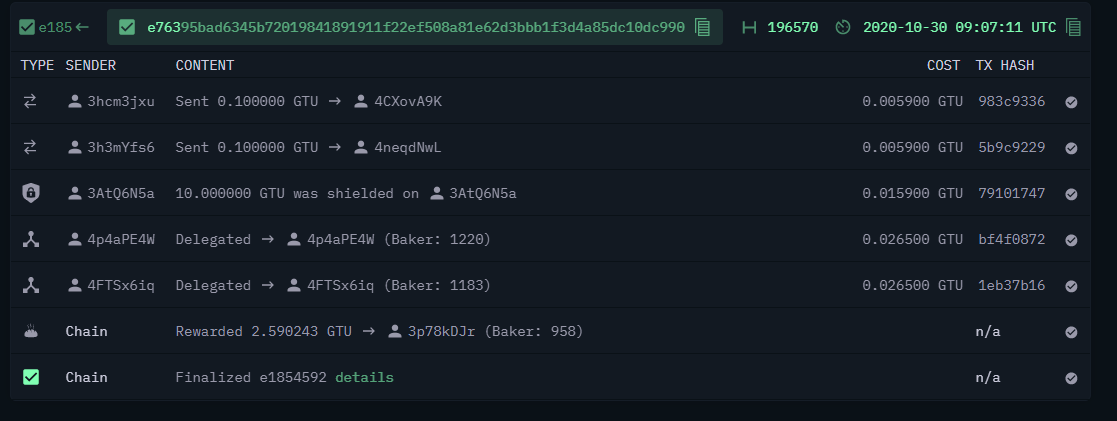 e185← e76395bad6345b72019841891911f22ef508a81e62d3bbb1f3d4a85dc10dc990 196570 2020-10-30 09:07:11 UTC
TYPE SENDER CONTENT COST TX HASH
3hcm3jxu Sent 0.100000 GTU → 4CXovA9K 0.005900 GTU 983c9336
3h3mYfs6 Sent 0.100000 GTU → 4neqdNwL 0.005900 GTU 5b9c9229
3AtQ6N5a 10.000000 GTU was shielded on 3AtQ6N5a 0.015900 GTU 79101747
4p4aPE4W Delegated → 4p4aPE4W (Baker: 1220) 0.026500 GTU bf4f0872
4FTSx6iq Delegated → 4FTSx6iq (Baker: 1183) 0.026500 GTU 1eb37b16
Chain Rewarded 2.590243 GTU → 3p78kDJr (Baker: 958) n/a
Chain Finalized e1854592 details n/a